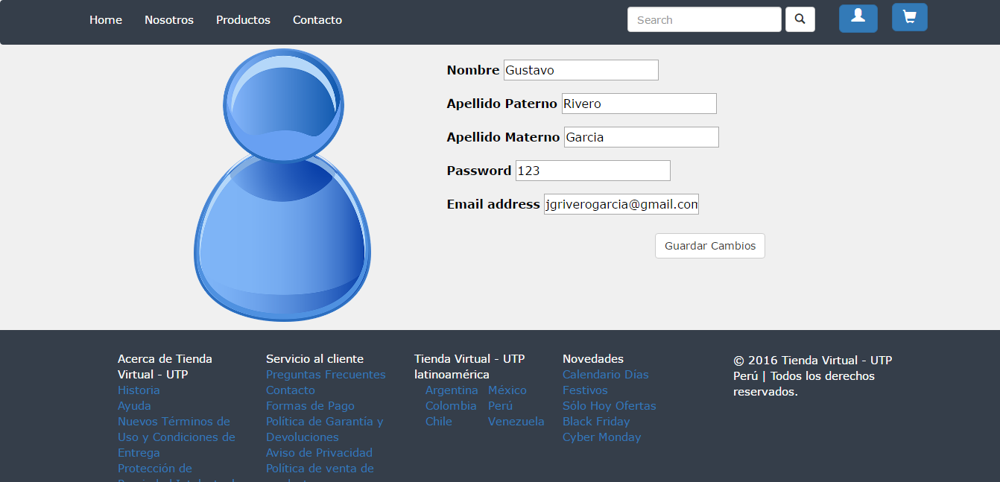 Home Nosotros Productos Contacto Search
Nombre Gustavo
Apellido Paterno Rivero
Apellido Materno Garcia
Password 123
Email address jgriverogarcia@gmail.com
Guardar Cambios
Acerca de Tienda
Virtual - UTP
Historia
Ayuda
Nuevos Términos de
Uso y Condiciones de
Entrega
Protección de
Servicio al cliente
Preguntas Frecuentes
Contacto
Formas de Pago
Política de Garantía y
Devoluciones
Aviso de Privacidad
Política de venta de
Tienda Virtual - UTP
latinoamérica
Argentina México
Colombia Perú
Chile Venezuela
Novedades
Calendario Días
Festivos
Sólo Hoy Ofertas
Black Friday
Cyber Monday
© 2016 Tienda Virtual - UTP
Perú | Todos los derechos
reservados.